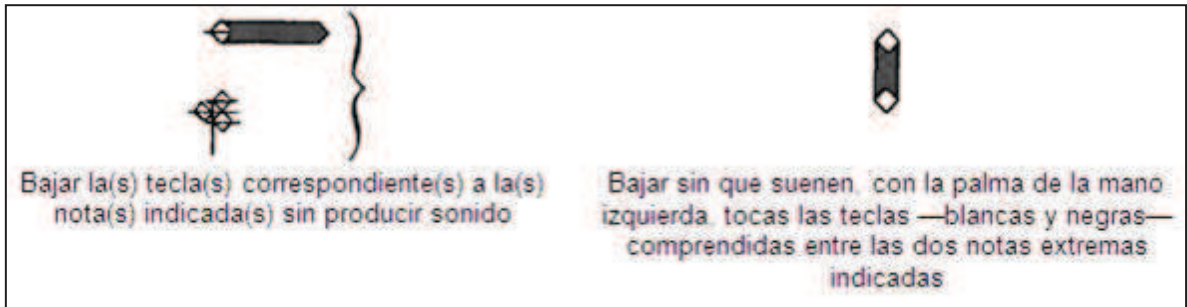 Bajar la(s) tecla(s) correspondiente(s) a la(s)
nota(s) indicada(s) sin producir sonido
Bajar sin que suenen, con la palma de la mano
izquierda, tocas las teclas —blancas y negras—
comprendidas entre las dos notas extremas
indicadas